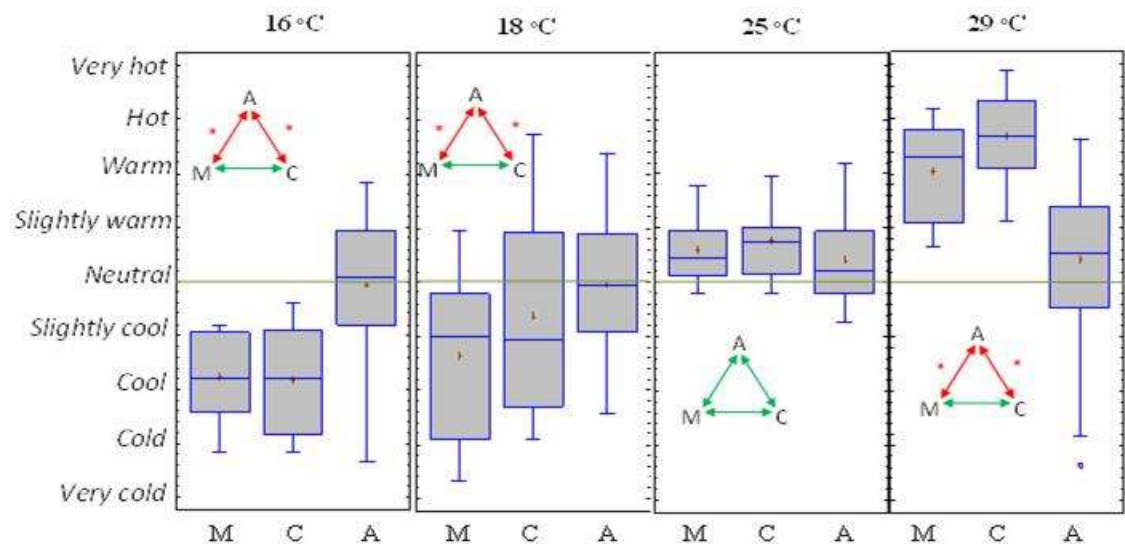 16 °C 18 °C 25 °C 29 °C
Very hot
Hot
Warm
Slightly warm
Neutral
Slightly cool
Cool
Cold
Very cold
A
* *
M C
A
* *
M C
A
M C
A
* *
M C
M C A M C A M C A M C A